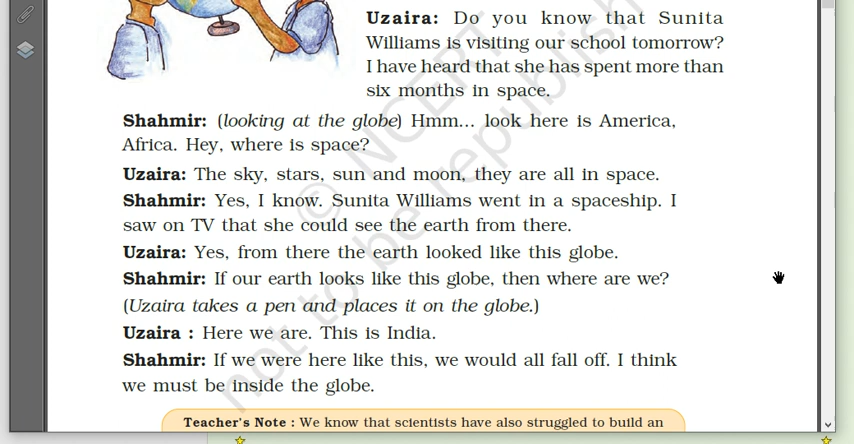 Uzaira: Do you know that Sunita
Williams is visiting our school tomorrow?
I have heard that she has spent more than
six months in space.
Shahmir: (looking at the globe) Hmm... look here is America,
Africa. Hey, where is space?
Uzaira: The sky, stars, sun and moon, they are all in space.
Shahmir: Yes, I know. Sunita Williams went in a spaceship. I
saw on TV that she could see the earth from there.
Uzaira: Yes, from there the earth looked like this globe.
Shahmir: If our earth looks like this globe, then where are we?
(Uzaira takes a pen and places it on the globe.)
Uzaira : Here we are. This is India.
Shahmir: If we were here like this, we would all fall off. I think
we must be inside the globe.
Teacher's Note : We know that scientists have also struggled to build an
© NCERT
not to be republish